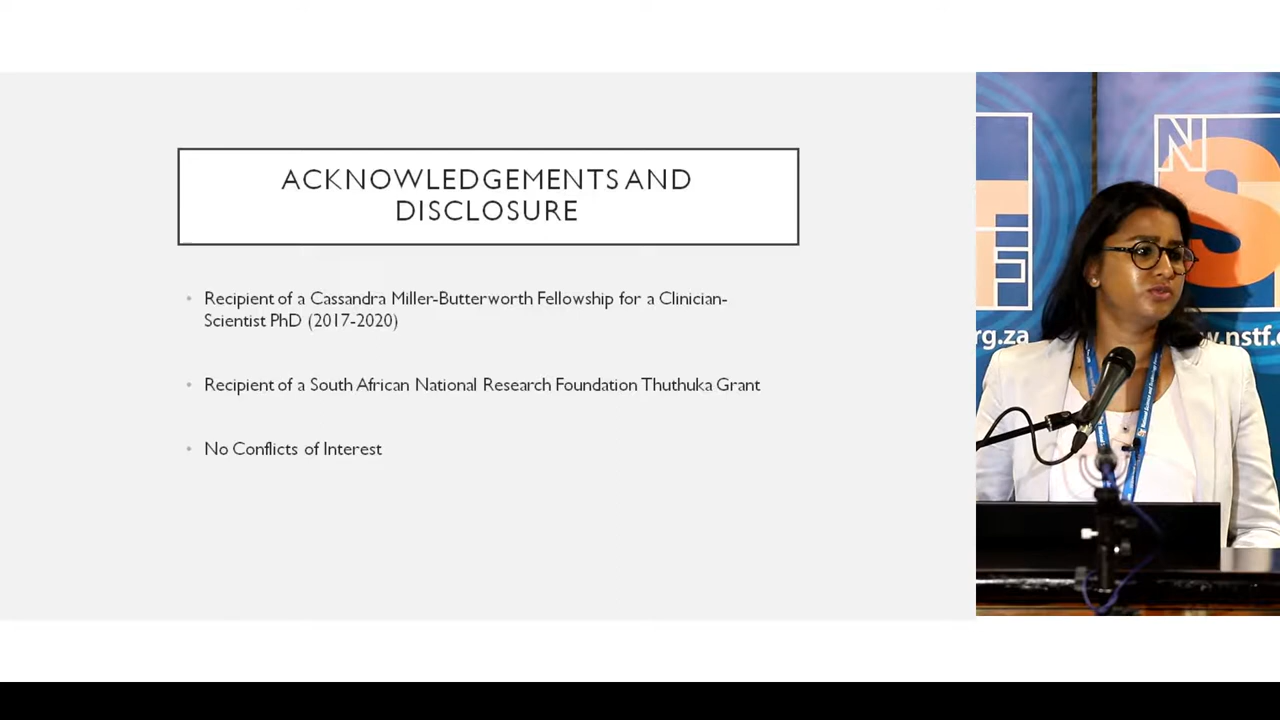 ACKNOWLEDGEMENTS AND
DISCLOSURE
• Recipient of a Cassandra Miller-Butterworth Fellowship for a Clinician-
Scientist PhD (2017-2020)
• Recipient of a South African National Research Foundation Thuthuka Grant
• No Conflicts of Interest
N
S
F
rg.za
w.nstf.